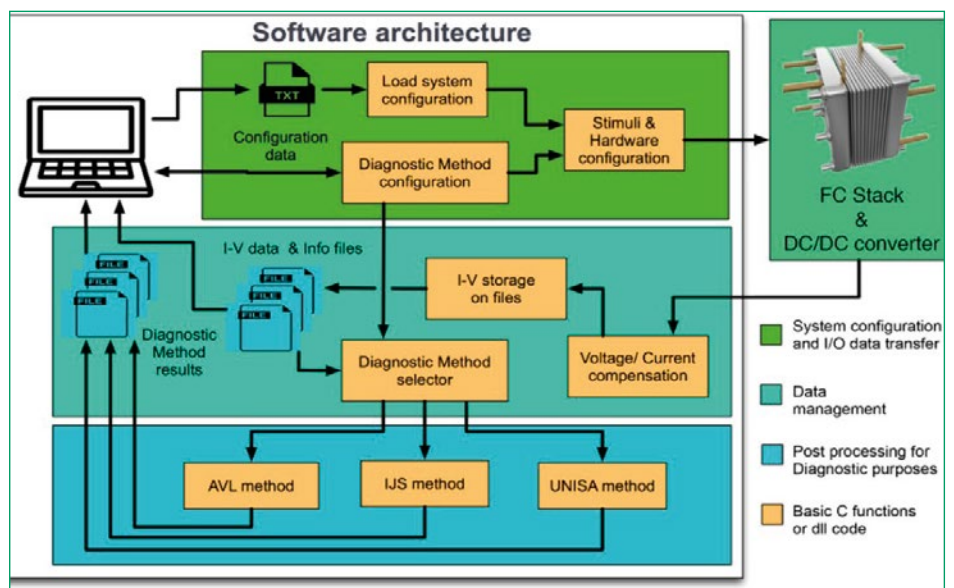 Software architecture
TXT
Configuration
data
Load system
configuration
Stimuli &
Hardware
configuration
Diagnostic Method
configuration
FC Stack
&
DC/DC converter
I-V data & Info files
FILE
FILE
FILE
FILE
FILE
FILE
Diagnostic
Method
results
I-V storage
on files
Diagnostic Method
selector
Voltage/ Current
compensation
AVL method
IJS method
UNISA method
System configuration
and I/O data transfer
Data
management
Post processing for
Diagnostic purposes
Basic C functions
or dll code